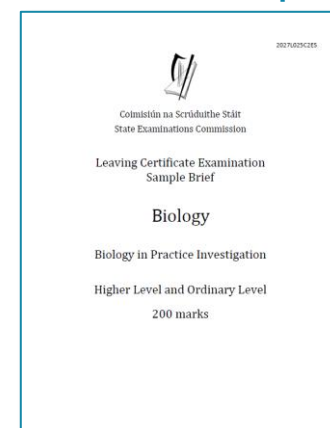 2027L025C2ES
Coimisiún na Scrúduithe Stáit
State Examinations Commission
Leaving Certificate Examination
Sample Brief
Biology
Biology in Practice Investigation
Higher Level and Ordinary Level
200 marks